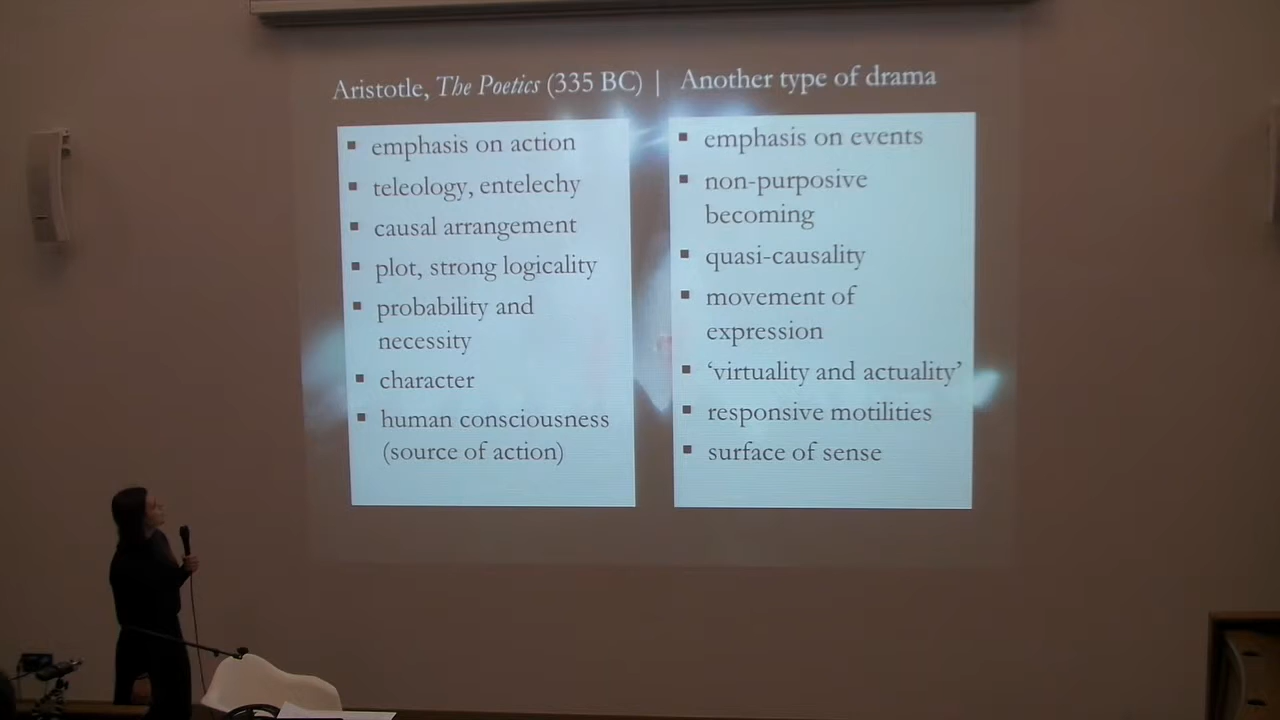 Aristotle, The Poetics (335 BC) | Another type of drama
▪ emphasis on action
▪ teleology, entelechy
▪ causal arrangement
▪ plot, strong logicality
▪ probability and
necessity
▪ character
▪ human consciousness
(source of action)
▪ emphasis on events
▪ non-purposive
becoming
▪ quasi-causality
▪ movement of
expression
▪ ‘virtuality and actuality’
▪ responsive motilities
▪ surface of sense